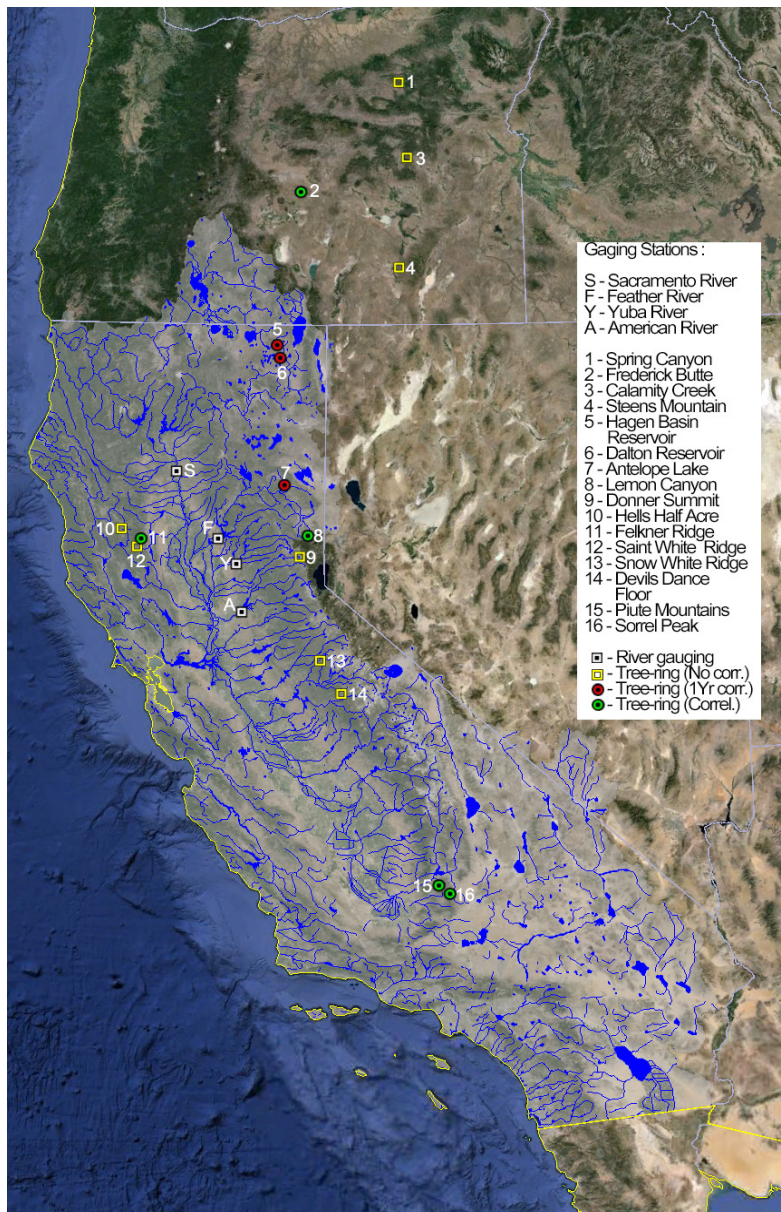 1
3
2
4
5
6
7
S
8
10
11
12
F
9
Y
A
13
14
15
16
Gaging Stations :
S - Sacramento River
F - Feather River
Y - Yuba River
A - American River
1 - Spring Canyon
2 - Frederick Butte
3 - Calamity Creek
4 - Steens Mountain
5 - Hagen Basin
Reservoir
6 - Dalton Reservoir
7 - Antelope Lake
8 - Lemon Canyon
9 - Donner Summit
10 - Hells Half Acre
11 - Felkner Ridge
12 - Saint White Ridge
13 - Snow White Ridge
14 - Devils Dance
Floor
15 - Piute Mountains
16 - Sorrel Peak
- River gauging
- Tree-ring (No corr.)
- Tree-ring (1Yr corr.)
- Tree-ring (Correl.)